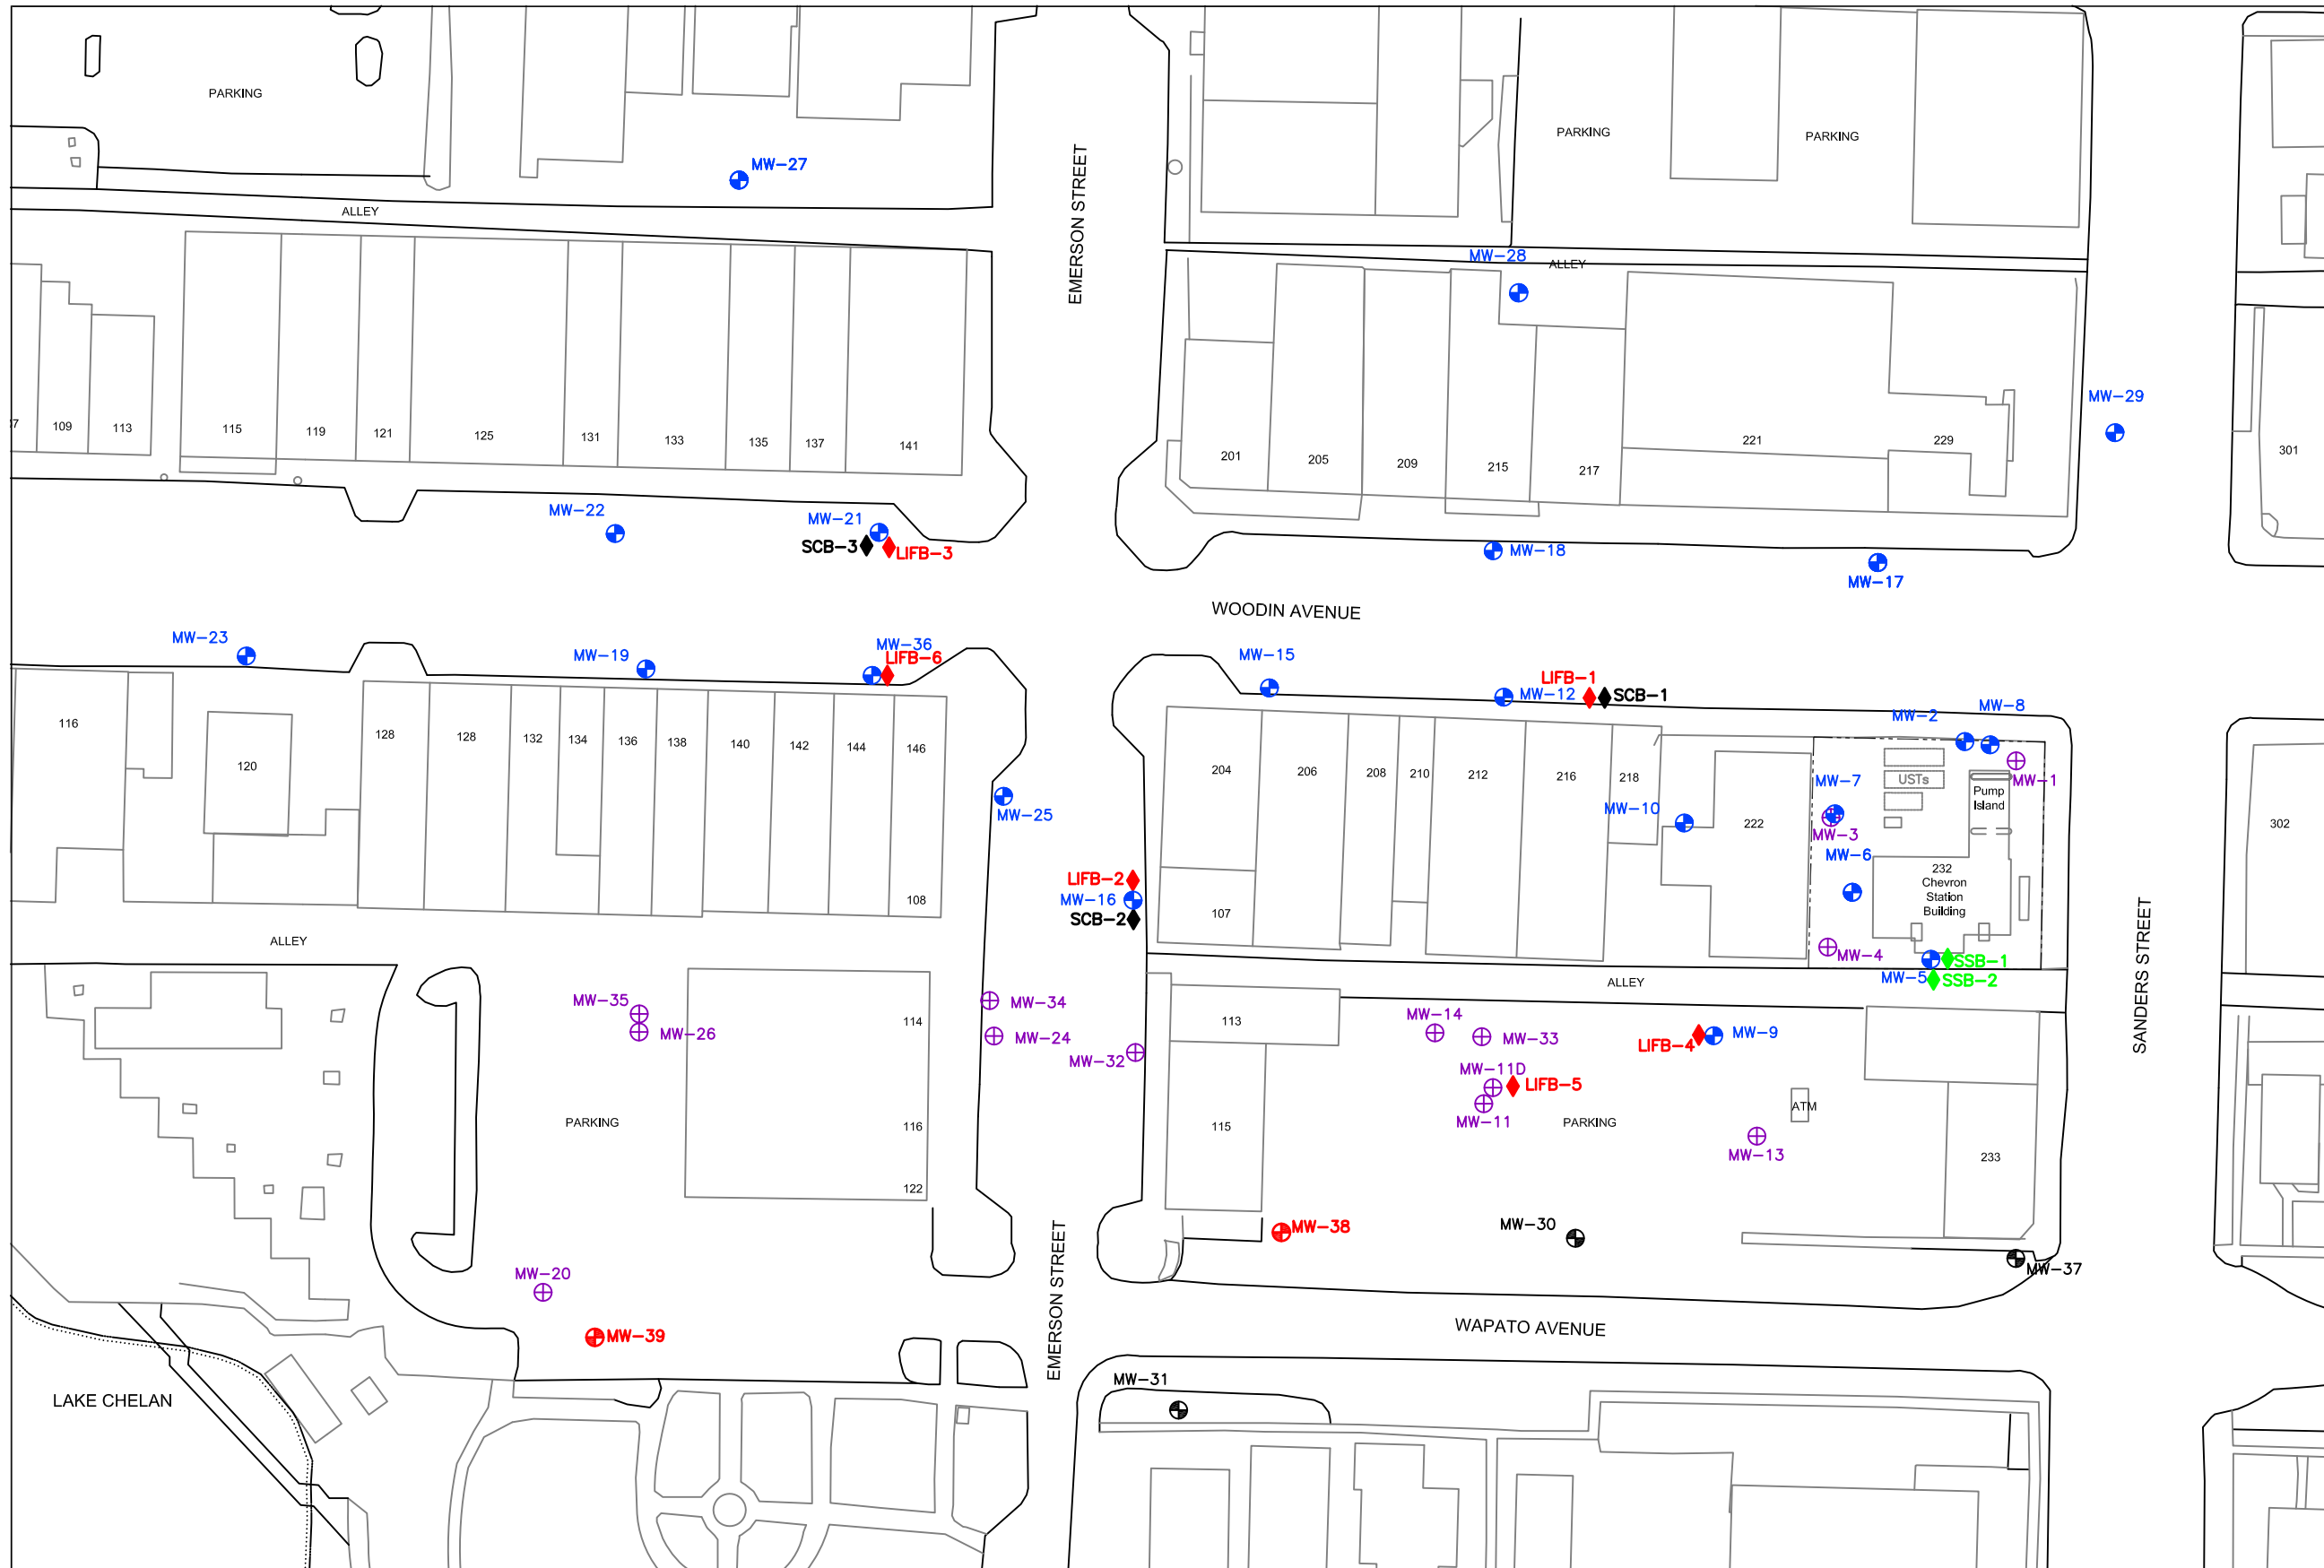 PARKING
PARKING
PARKING
MW-27
ALLEY
EMERSON STREET
MW-28
ALLEY
MW-29
7
109
113
115
119
121
125
131
133
135
137
141
201
205
209
215
217
221
229
301
MW-22
MW-21
SCB-3
LIFB-3
MW-18
MW-17
WOODIN AVENUE
MW-23
MW-19
MW-36
LIFB-6
MW-15
LIFB-1
MW-12
SCB-1
MW-2
MW-8
116
120
128
128
132
134
136
138
140
142
144
146
108
MW-25
204
206
208
210
212
216
218
MW-10
222
MW-7
USTs
Pump
Island
MW-1
MW-3
MW-6
232
Chevron
Station
Building
302
LIFB-2
MW-16
SCB-2
107
MW-4
SSB-1
MW-5
SSB-2
SANDERS STREET
ALLEY
ALLEY
MW-35
MW-26
MW-34
MW-24
MW-32
114
113
MW-14
MW-33
LIFB-4
MW-9
MW-11D
LIFB-5
MW-11
PARKING
PARKING
ATM
116
115
MW-13
233
122
MW-38
MW-30
MW-37
EMERSON STREET
MW-20
MW-39
WAPATO AVENUE
LAKE CHELAN
MW-31